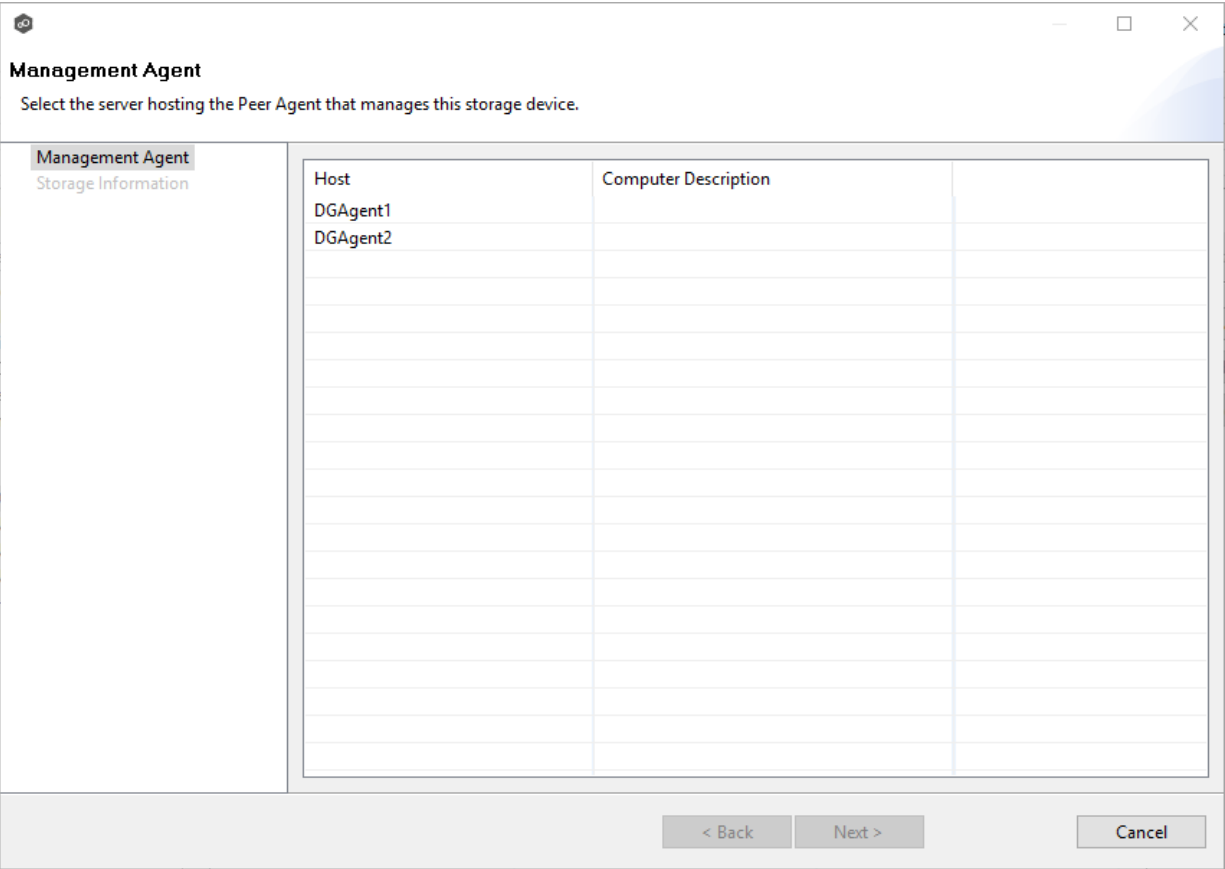 Management Agent
Select the server hosting the Peer Agent that manages this storage device.
Management Agent
Storage Information
Host Computer Description
DGAgent1
DGAgent2
< Back Next > Cancel